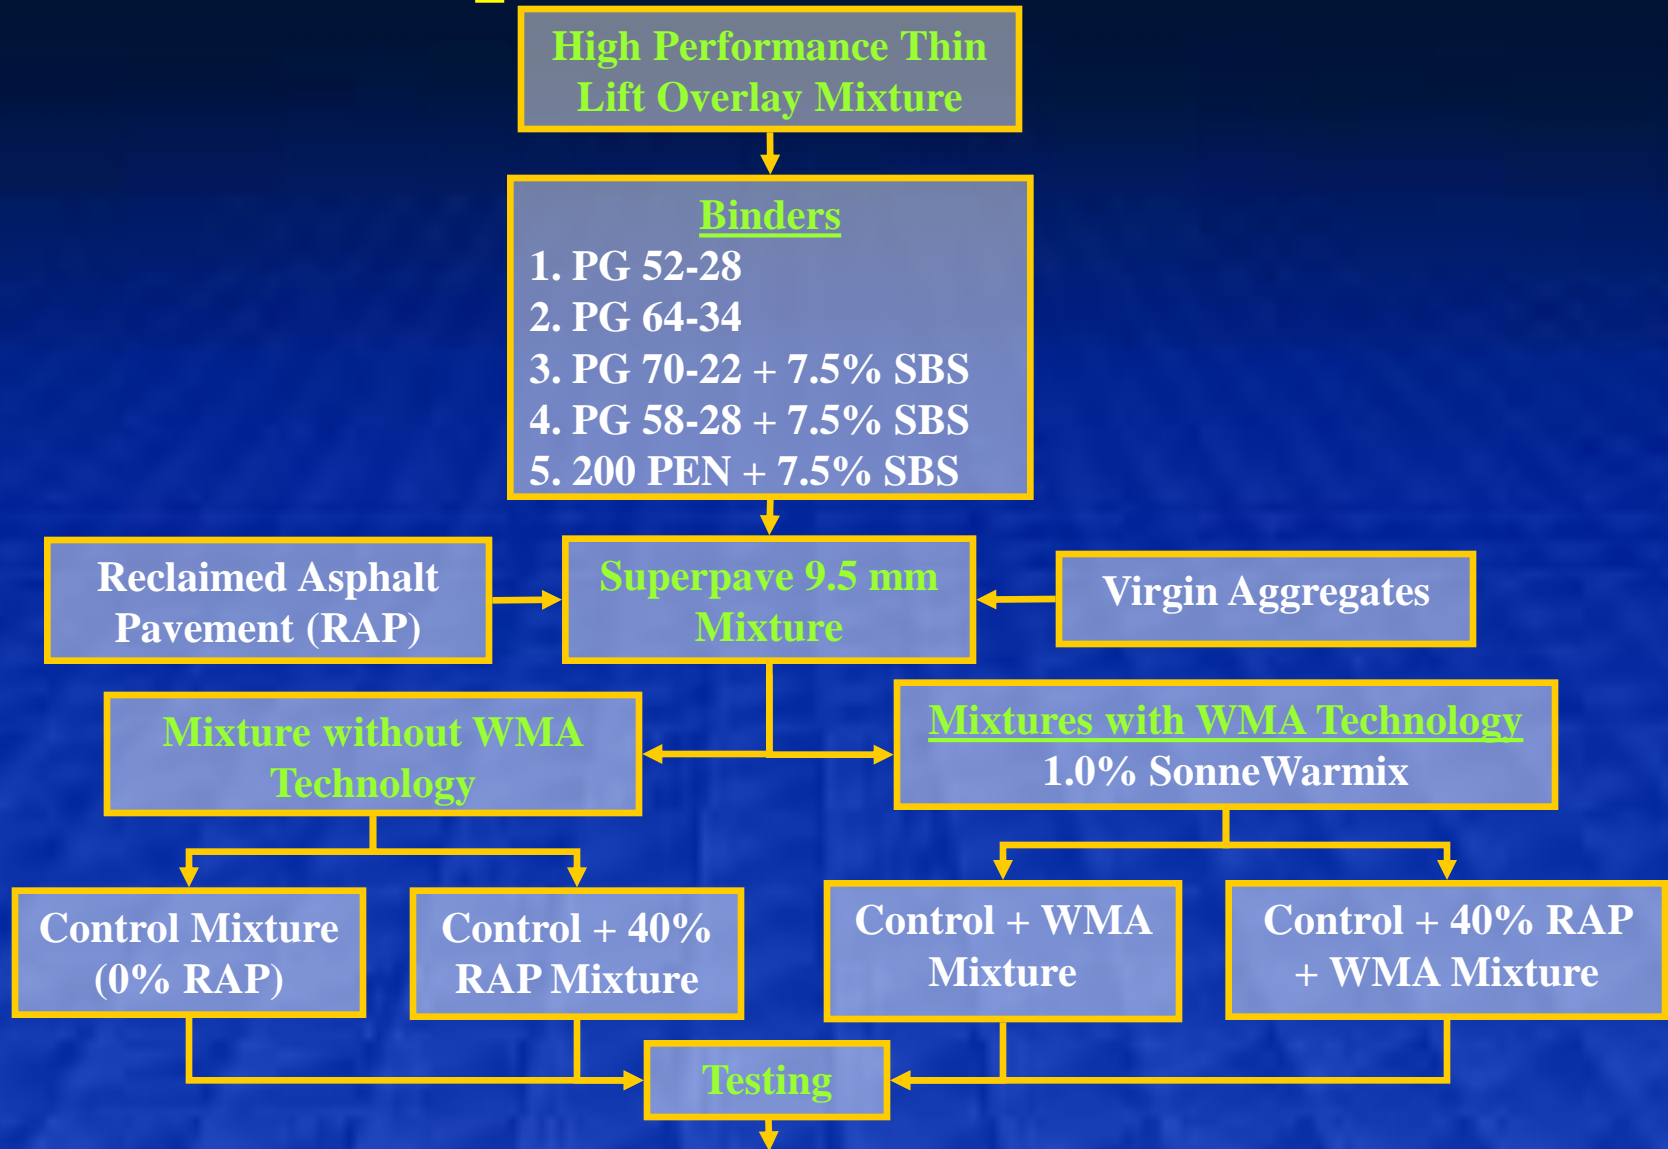 High Performance Thin
Lift Overlay Mixture
Binders
1. PG 52-28
2. PG 64-34
3. PG 70-22 + 7.5% SBS
4. PG 58-28 + 7.5% SBS
5. 200 PEN + 7.5% SBS
Reclaimed Asphalt
Pavement (RAP)
Superpave 9.5 mm
Mixture
Virgin Aggregates
Mixture without WMA
Technology
Mixtures with WMA Technology
1.0% SonneWarmix
Control Mixture
(0% RAP)
Control + 40%
RAP Mixture
Control + WMA
Mixture
Control + 40% RAP
+ WMA Mixture
Testing